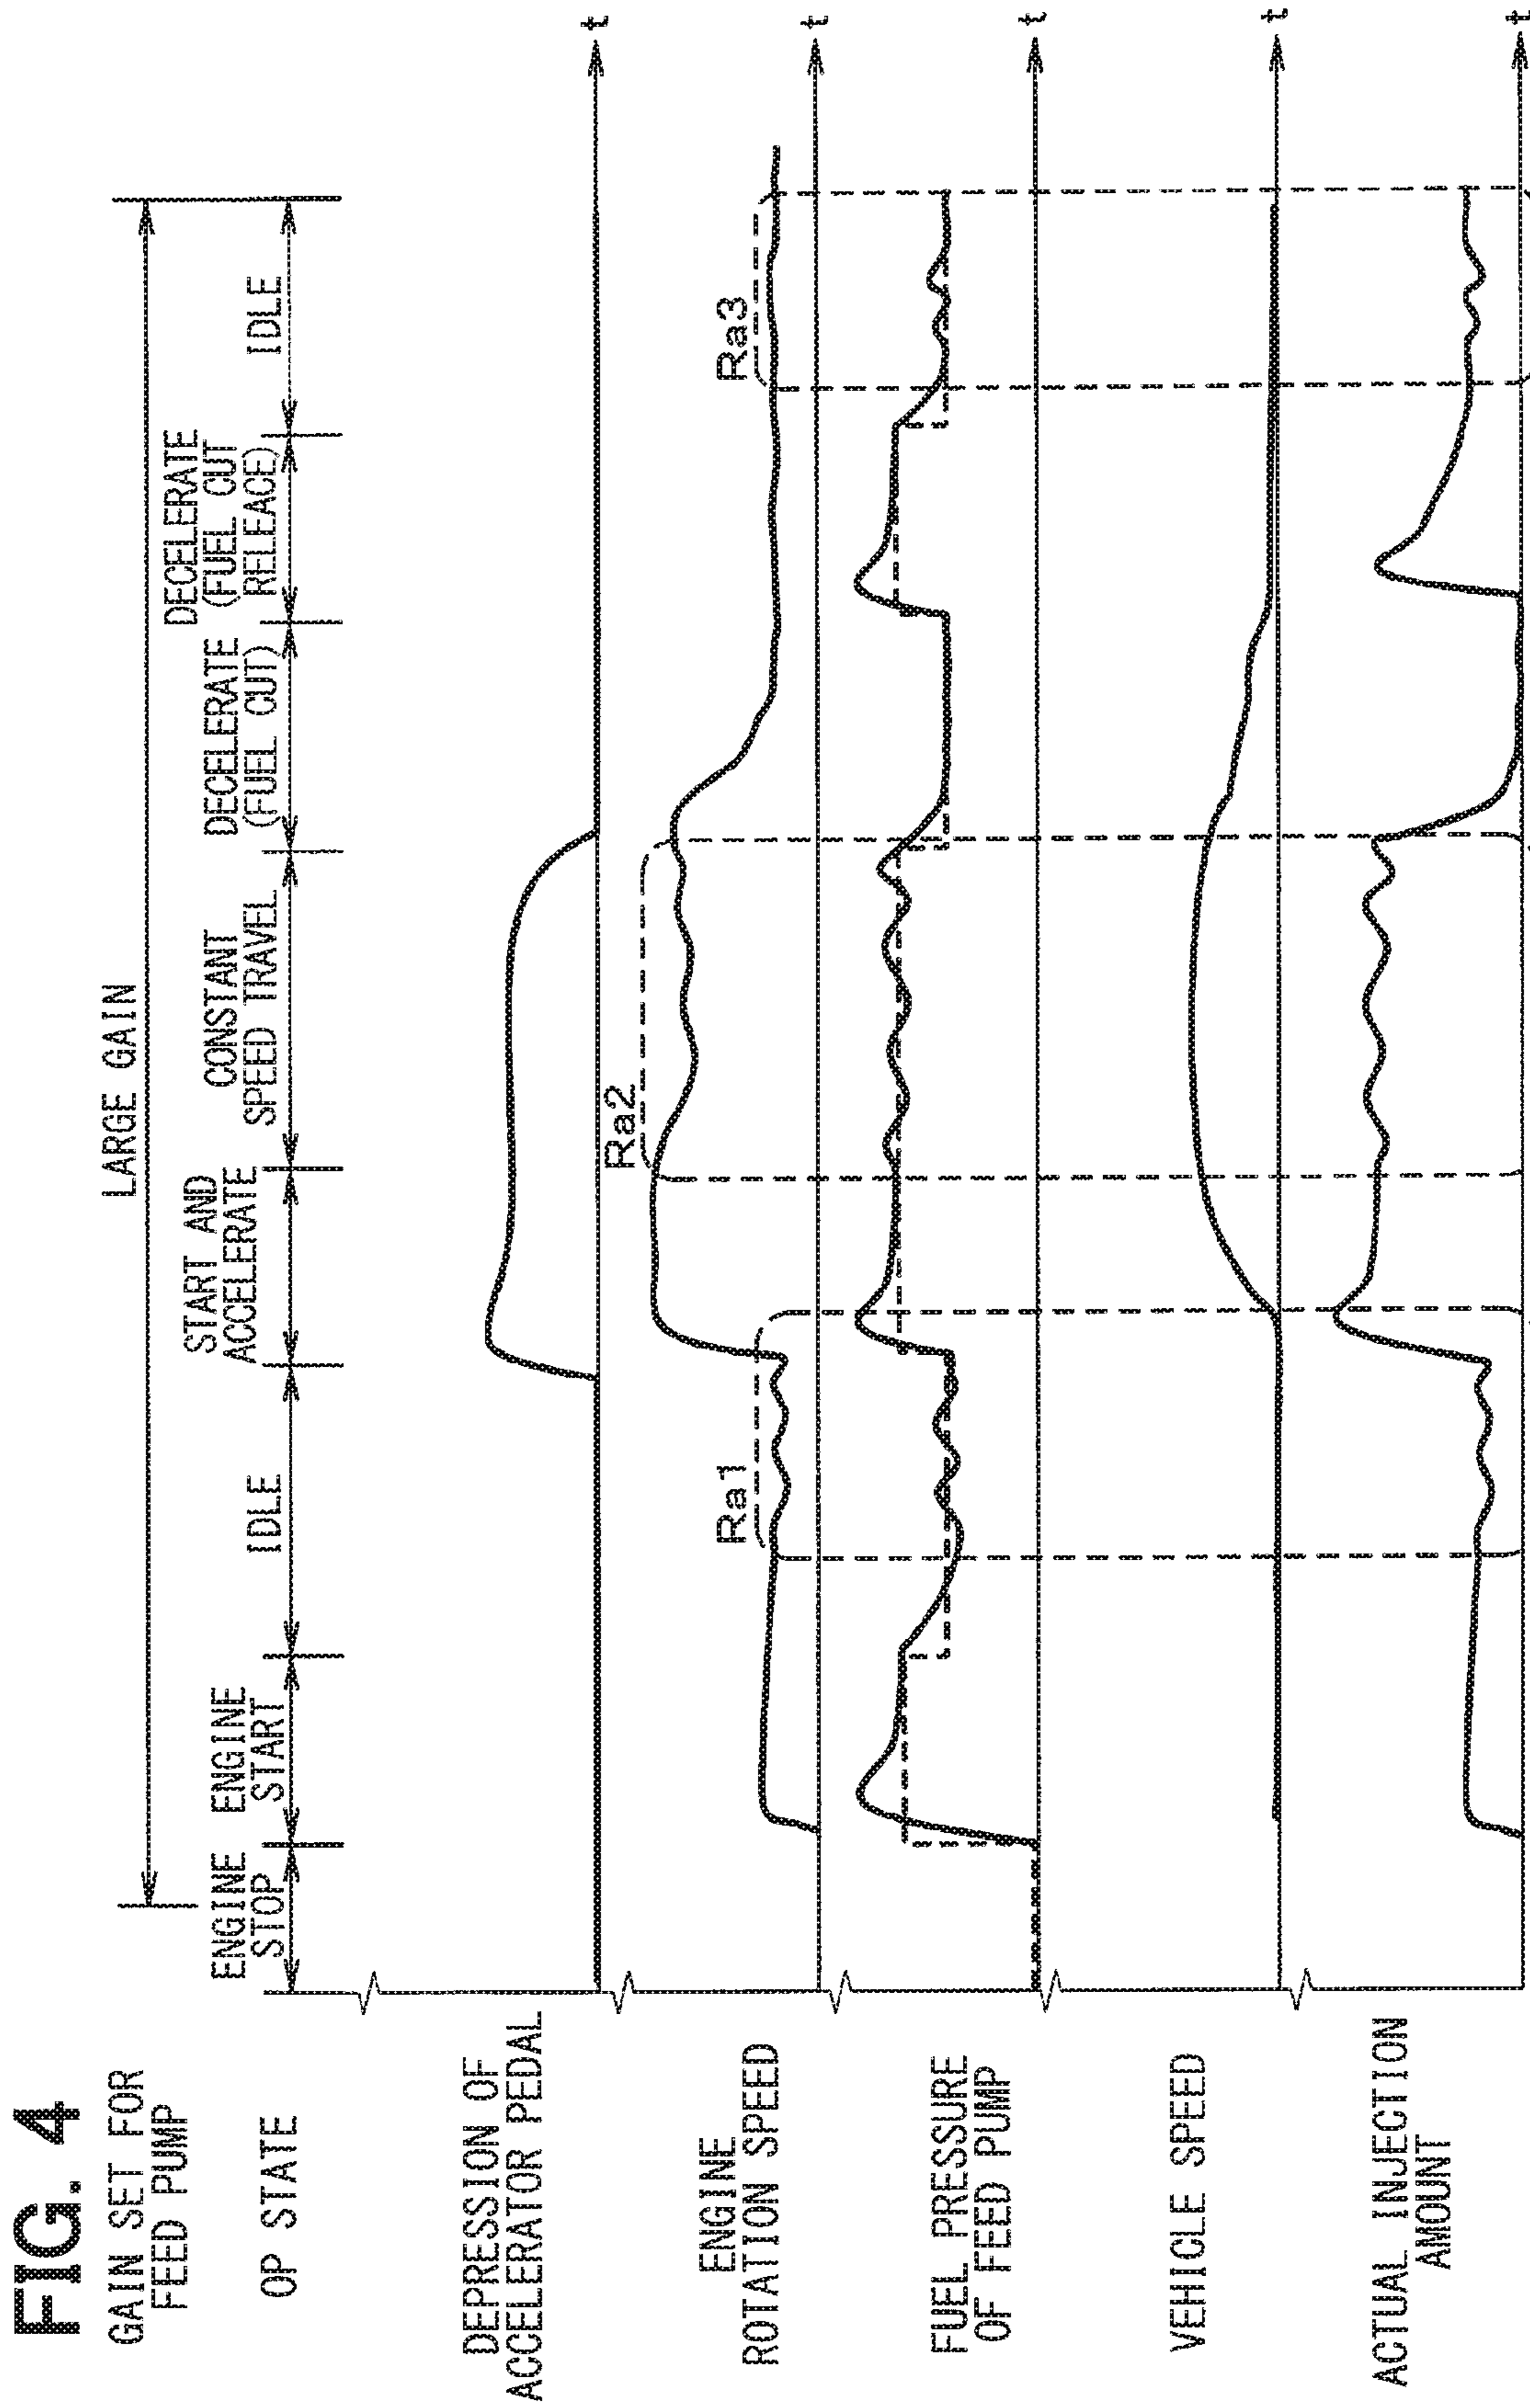 FIG. 4
GAIN SET FOR
FEED PUMP
LARGE GAIN
OP STATE
ENGINE
STOP
ENGINE
START
IDLE
START AND
ACCELERATE
CONSTANT
SPEED TRAVEL
DECELERATE
(FUEL CUT)
DECELERATE
(FUEL CUT
RELEACE)
IDLE
DEPRESSION OF
ACCELERATOR PEDAL
t
ENGINE
ROTATION SPEED
Ra1
Ra2
Ra3
t
FUEL PRESSURE
OF FEED PUMP
t
VEHICLE SPEED
t
ACTUAL INJECTION
AMOUNT
t